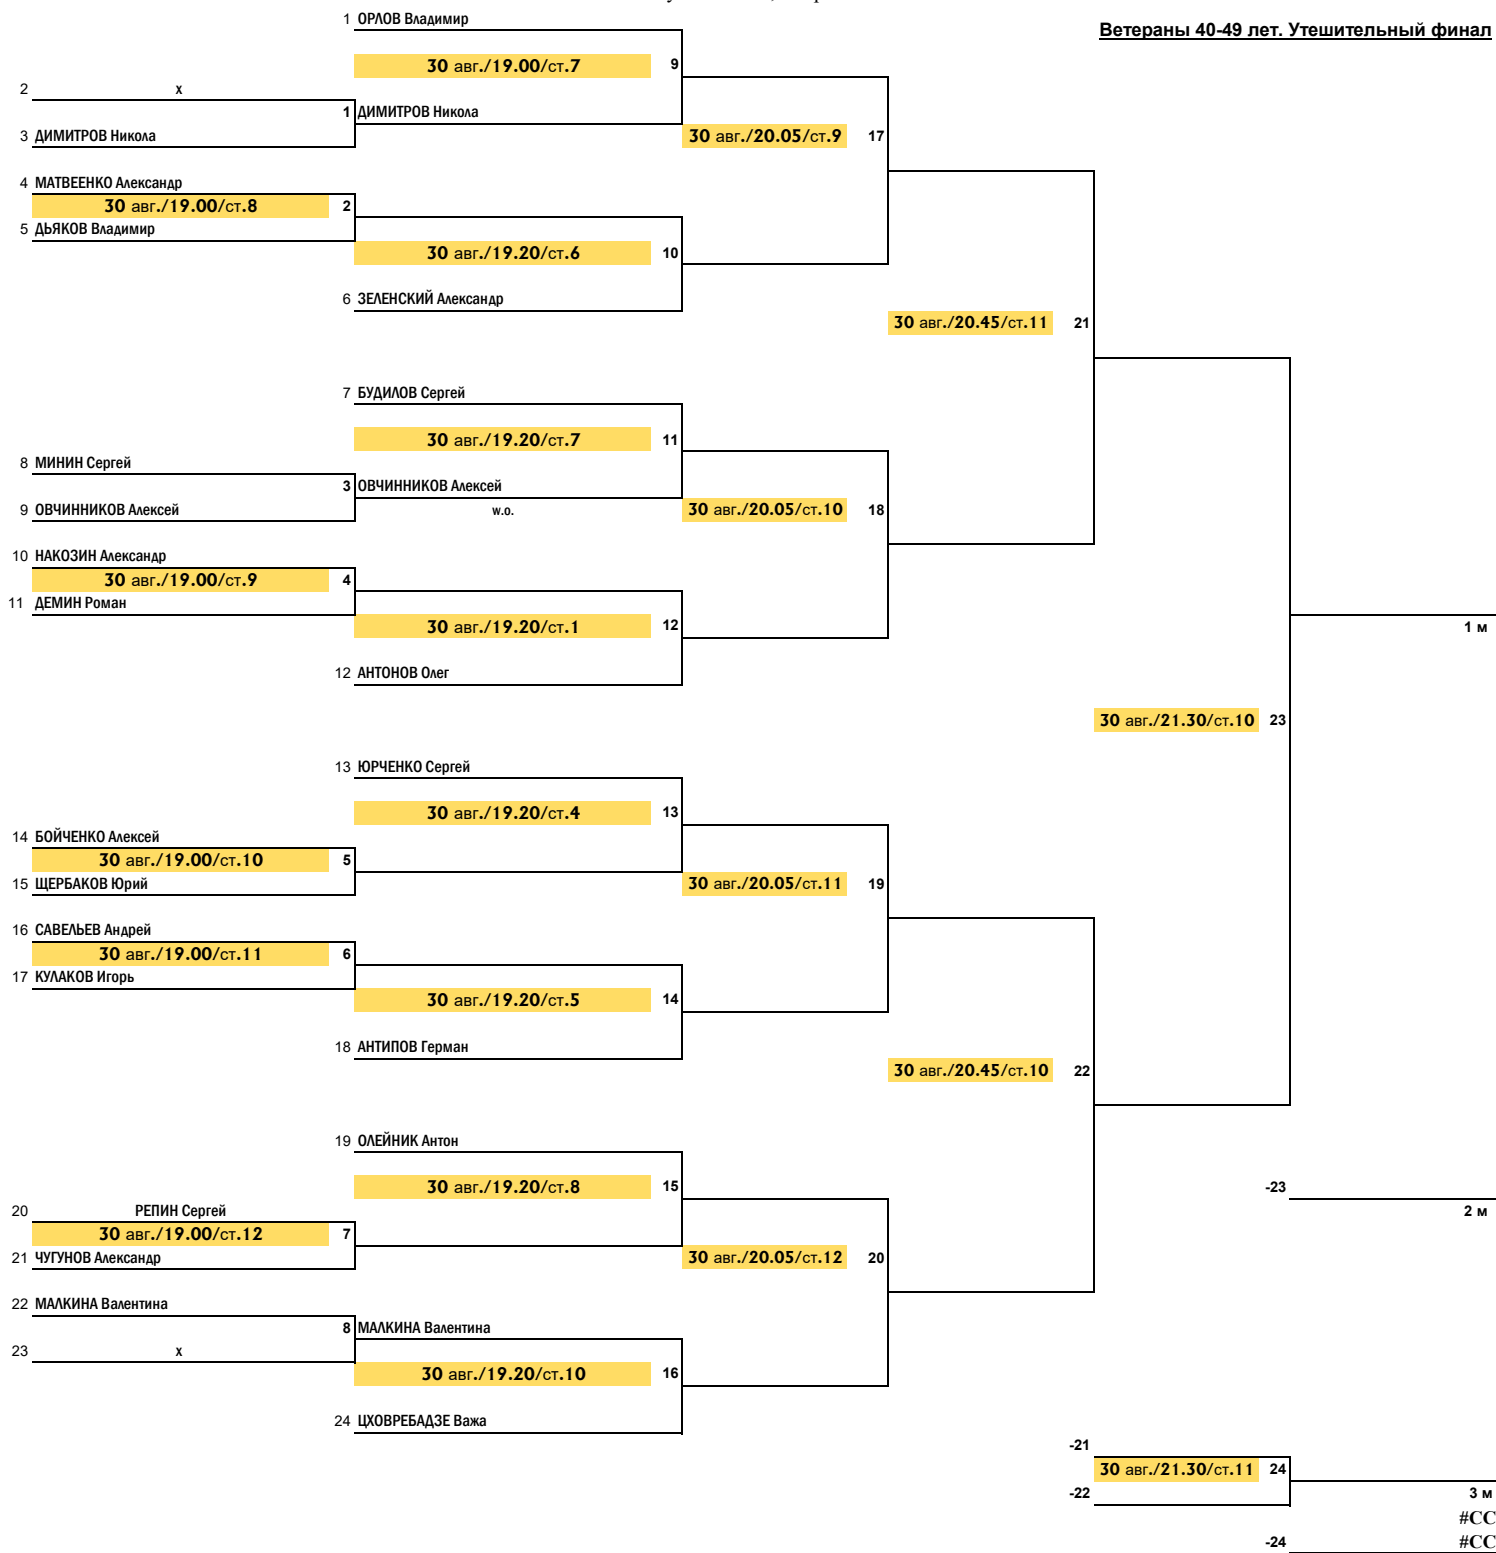 1 ОРЛОВ Владимир
Ветераны 40-49 лет. Утешительный финал
30 авг./19.00/ст.7 9
2 х
1 ДИМИТРОВ Никола
3 ДИМИТРОВ Никола
30 авг./20.05/ст.9 17
4 МАТВЕЕНКО Александр
30 авг./19.00/ст.8 2
5 ДЬЯКОВ Владимир
30 авг./19.20/ст.6 10
6 ЗЕЛЕНСКИЙ Александр
30 авг./20.45/ст.11 21
7 БУДИЛОВ Сергей
30 авг./19.20/ст.7 11
8 МИНИН Сергей
3 ОВЧИННИКОВ Алексей
9 ОВЧИННИКОВ Алексей
w.o.
30 авг./20.05/ст.10 18
10 НАКОЗИН Александр
30 авг./19.00/ст.9 4
11 ДЕМИН Роман
30 авг./19.20/ст.1 12
1 м
12 АНТОНОВ Олег
30 авг./21.30/ст.10 23
13 ЮРЧЕНКО Сергей
30 авг./19.20/ст.4 13
14 БОЙЧЕНКО Алексей
30 авг./19.00/ст.10 5
15 ЩЕРБАКОВ Юрий
30 авг./20.05/ст.11 19
16 САВЕЛЬЕВ Андрей
30 авг./19.00/ст.11 6
17 КУЛАКОВ Игорь
30 авг./19.20/ст.5 14
18 АНТИПОВ Герман
30 авг./20.45/ст.10 22
19 ОЛЕЙНИК Антон
30 авг./19.20/ст.8 15
-23
20 РЕПИН Сергей
2 м
30 авг./19.00/ст.12 7
21 ЧУГУНОВ Александр
30 авг./20.05/ст.12 20
22 МАЛКИНА Валентина
8 МАЛКИНА Валентина
23 х
30 авг./19.20/ст.10 16
24 ЦХОВРЕБАДЗЕ Важа
-21
30 авг./21.30/ст.11 24
-22
3 м
#СС
-24
#СС